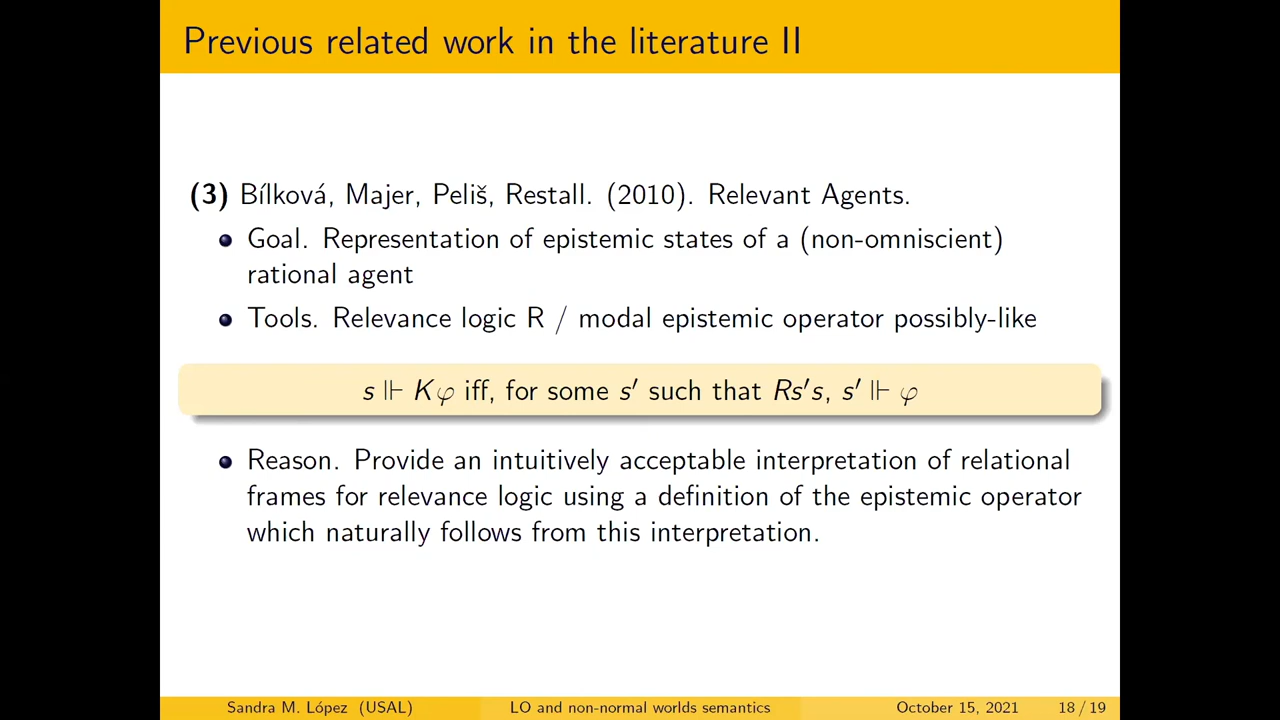 Previous related work in the literature II
(3) Bílková, Majer, Peliš, Restall. (2010). Relevant Agents.
Goal. Representation of epistemic states of a (non-omniscient)
rational agent
Tools. Relevance logic R / modal epistemic operator possibly-like
s ⊩ Kφ iff, for some s′ such that Rs′s, s′ ⊩ φ
Reason. Provide an intuitively acceptable interpretation of relational
frames for relevance logic using a definition of the epistemic operator
which naturally follows from this interpretation.
Sandra M. López (USAL) LO and non-normal worlds semantics October 15, 2021 18 / 19